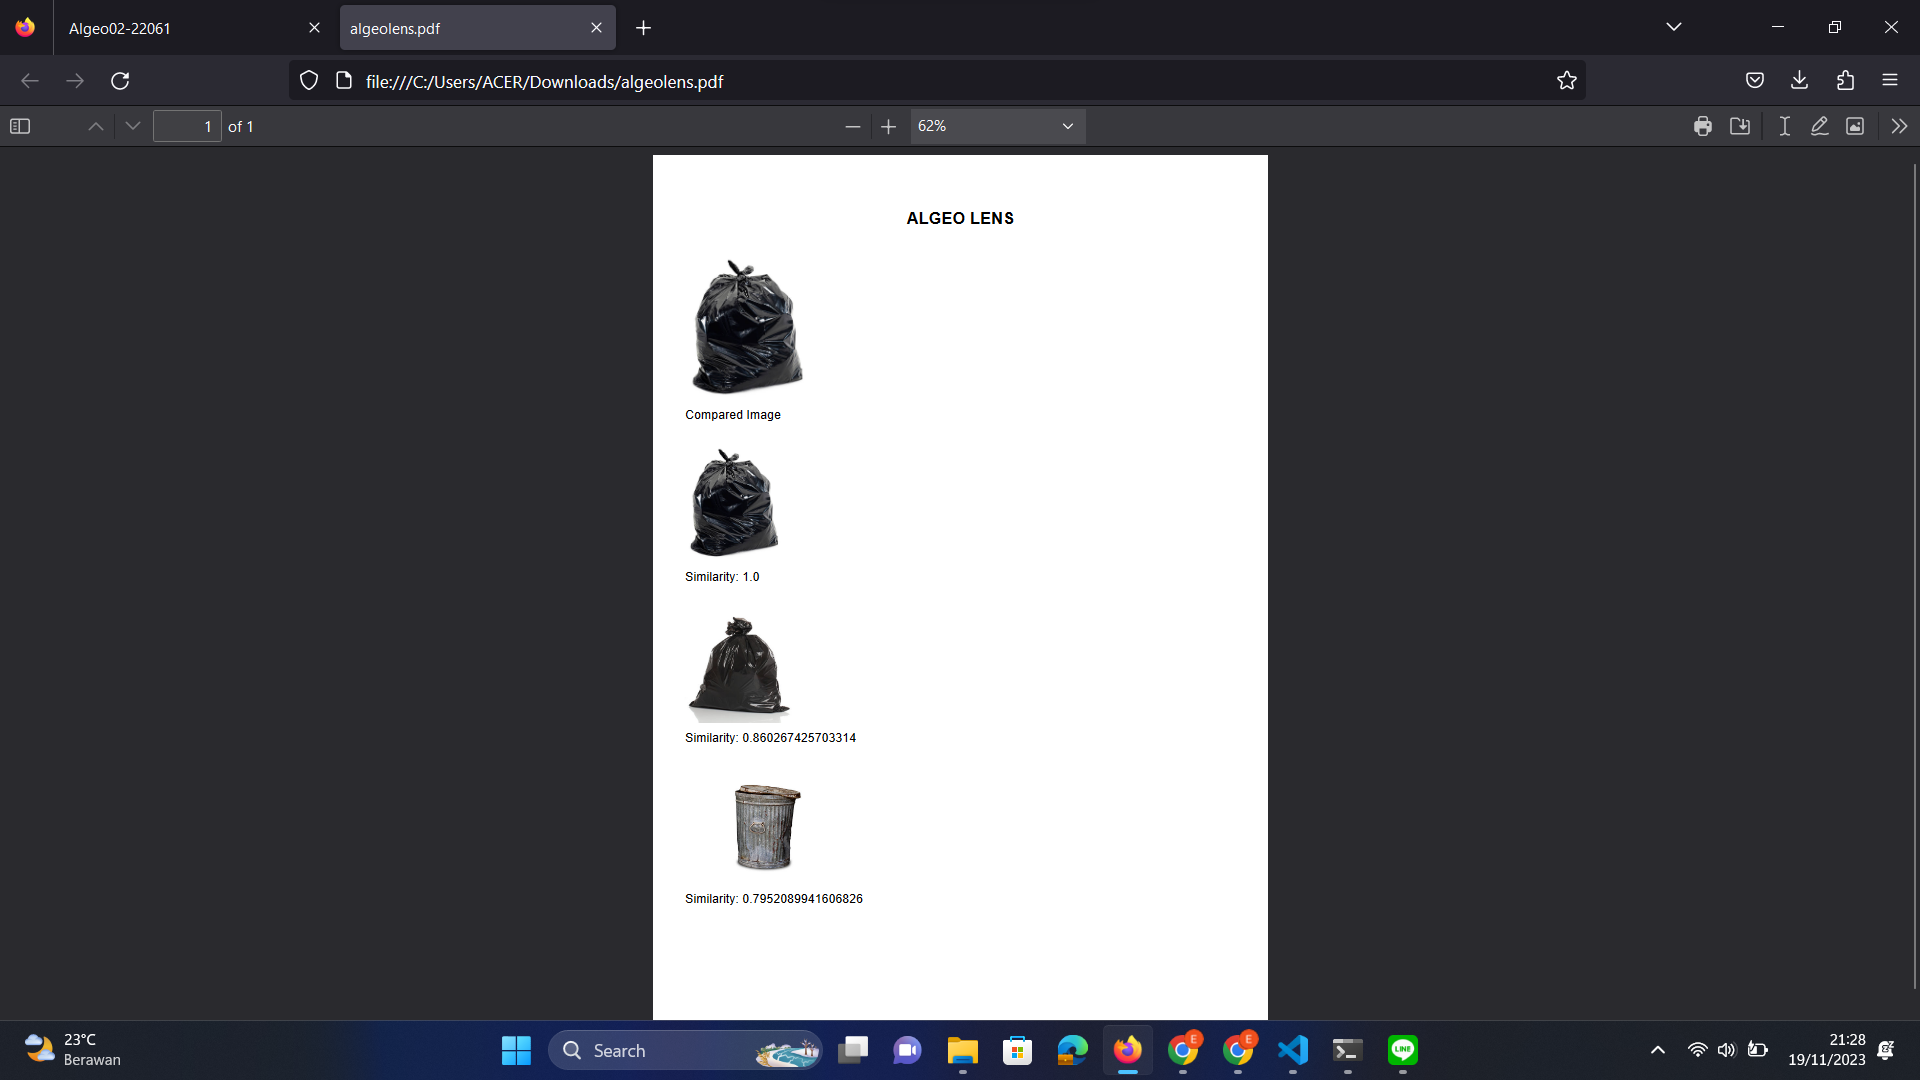 Algeo02-22061
algeolens.pdf
file:///C:/Users/ACER/Downloads/algeolens.pdf
1 of 1
62%
ALGEO LENS
Compared Image
Similarity: 1.0
Similarity: 0.860267425703314
Similarity: 0.7952089941606826
23°C
Berawan
Search
E
E
LINE
21:28
19/11/2023